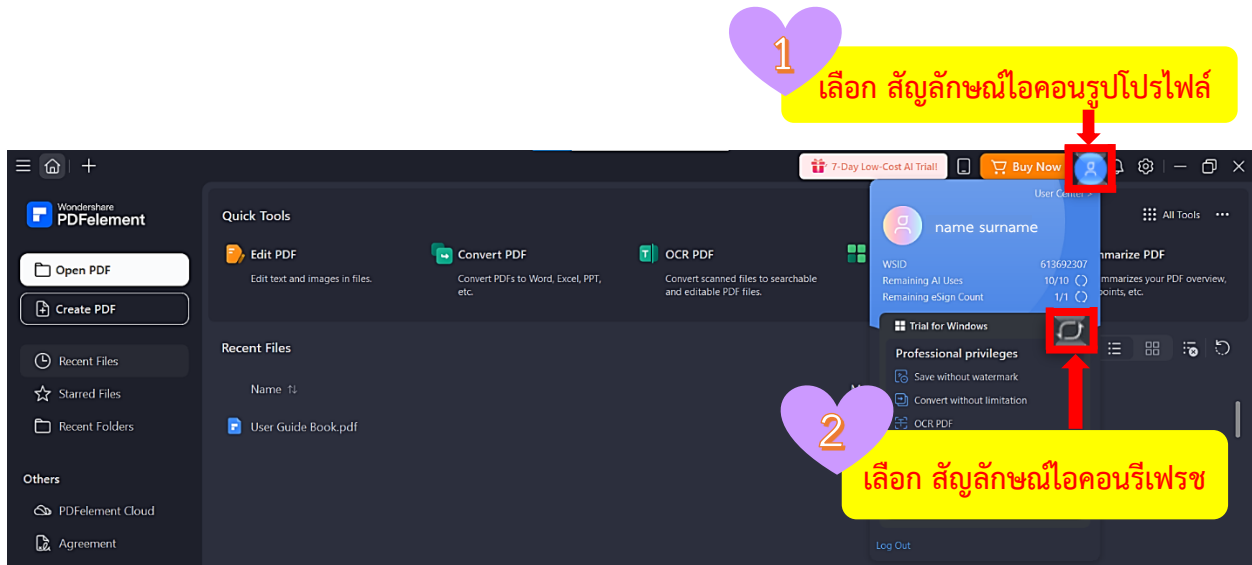 1
เลือก สัญลักษณ์ไอคอนรูปโปรไฟล์
7-Day Low-Cost AI Trial!
Buy Now
Wondershare
PDFelement
Open PDF
Create PDF
Recent Files
Starred Files
Recent Folders
Others
PDFelement Cloud
Agreement
Quick Tools
All Tools
Edit PDF
Edit text and images in files.
Convert PDF
Convert PDFs to Word, Excel, PPT,
etc.
OCR PDF
Convert scanned files to searchable
and editable PDF files.
PDF
your PDF overview,
etc.
Recent Files
Name
User Guide Book.pdf
User Center >
name surname
WSID 613692307
Remaining AI Uses 10/10
Remaining eSign Count 1/1
Trial for Windows
Professional privileges
Save without watermark
Convert without limitation
OCR PDF
2
เลือก สัญลักษณ์ไอคอนรีเฟรช
Log Out